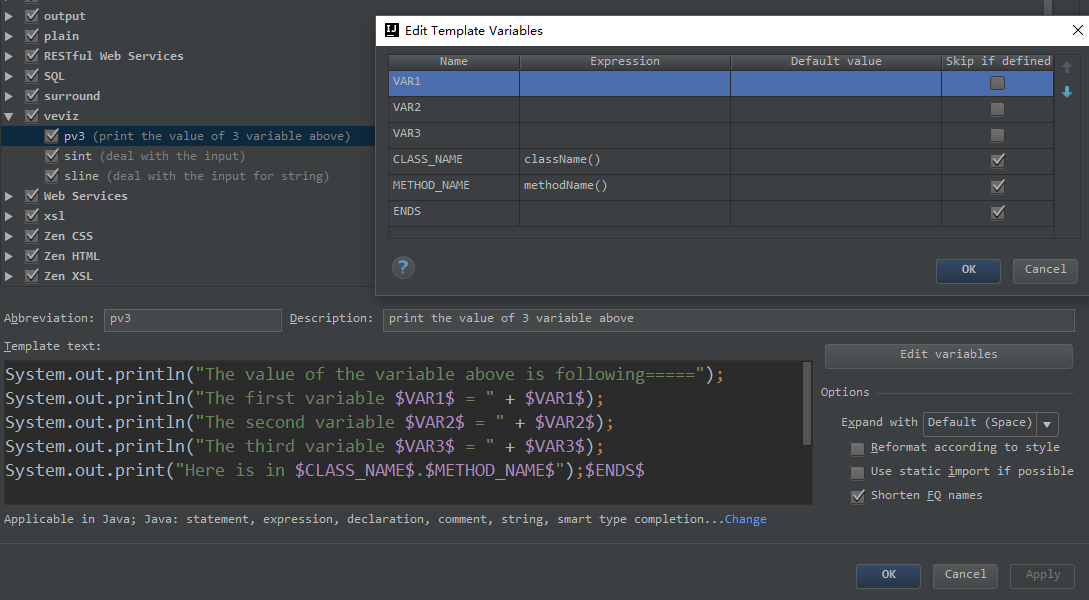 output
plain
RESTful Web Services
SQL
surround
veviz
pv3 (print the value of 3 variable above)
sint (deal with the input)
sline (deal with the input for string)
Web Services
xsl
Zen CSS
Zen HTML
Zen XSL
IJ Edit Template Variables
Name Expression Default value Skip if defined
VAR1
VAR2
VAR3
CLASS_NAME className()
METHOD_NAME methodName()
ENDS
?
OK Cancel
Abbreviation: pv3 Description: print the value of 3 variable above
Template text:
System.out.println("The value of the variable above is following=====");
System.out.println("The first variable $VAR1$ = " + $VAR1$);
System.out.println("The second variable $VAR2$ = " + $VAR2$);
System.out.println("The third variable $VAR3$ = " + $VAR3$);
System.out.print("Here is in $CLASS_NAME$.$METHOD_NAME$");$ENDS$
Edit variables
Options
Expand with Default (Space)
Reformat according to style
Use static import if possible
Shorten FQ names
Applicable in Java; Java: statement, expression, declaration, comment, string, smart type completion...Change
OK Cancel Apply